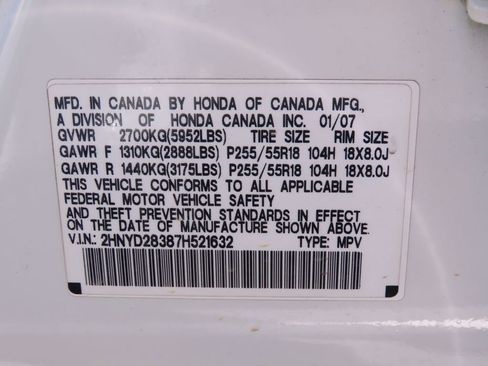 MFD. IN CANADA BY HONDA OF CANADA MFG.,
A DIVISION OF HONDA CANADA INC. 01/07
GVWR 2700KG(5952LBS) TIRE SIZE RIM SIZE
GAWR F 1310KG(2888LBS) P255/55R18 104H 18X8.0J
GAWR R 1440KG(3175LBS) P255/55R18 104H 18X8.0J
THIS VEHICLE CONFORMS TO ALL APPLICABLE
FEDERAL MOTOR VEHICLE SAFETY
AND THEFT PREVENTION STANDARDS IN EFFECT
ON THE DATE OF MANUFACTURE SHOWN ABOVE.
V.I.N.: 2HNYD28387H521632 TYPE: MPV